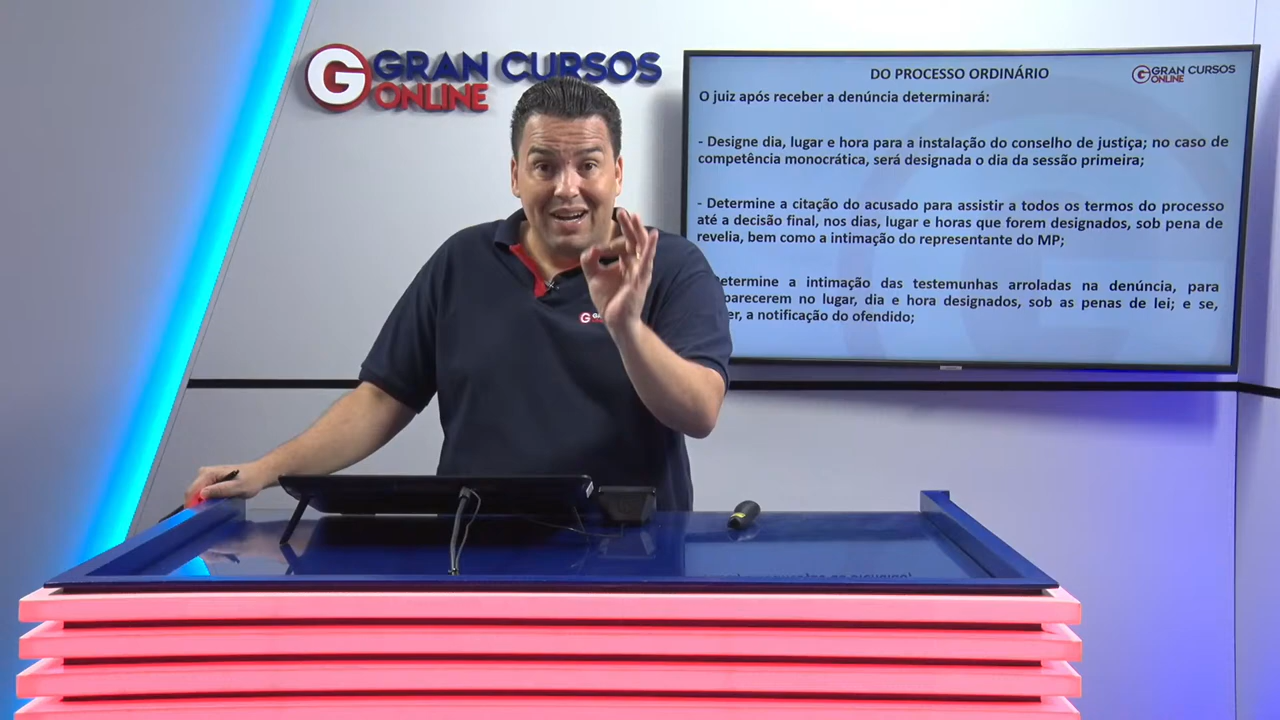 GRAN CURSOS
ONLINE
DO PROCESSO ORDINÁRIO
GRAN CURSOS
ONLINE
O juiz após receber a denúncia determinará:
- Designe dia, lugar e hora para a instalação do conselho de justiça; no caso de
competência monocrática, será designada o dia da sessão primeira;
- Determine a citação do acusado para assistir a todos os termos do processo
até a decisão final, nos dias, lugar e horas que forem designados, sob pena de
revelia, bem como a intimação do representante do MP;
etermine a intimação das testemunhas arroladas na denúncia, para
parecerem no lugar, dia e hora designados, sob as penas de lei; e se,
er, a notificação do ofendido;